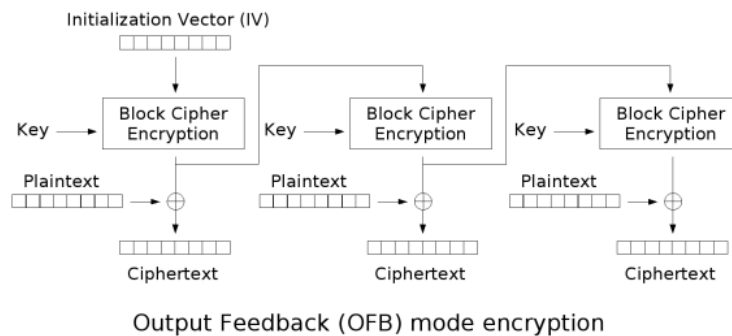 Initialization Vector (IV)
Block Cipher
Encryption
Block Cipher
Encryption
Block Cipher
Encryption
Key
Key
Key
Plaintext
Plaintext
Plaintext
Ciphertext
Ciphertext
Ciphertext
Output Feedback (OFB) mode encryption